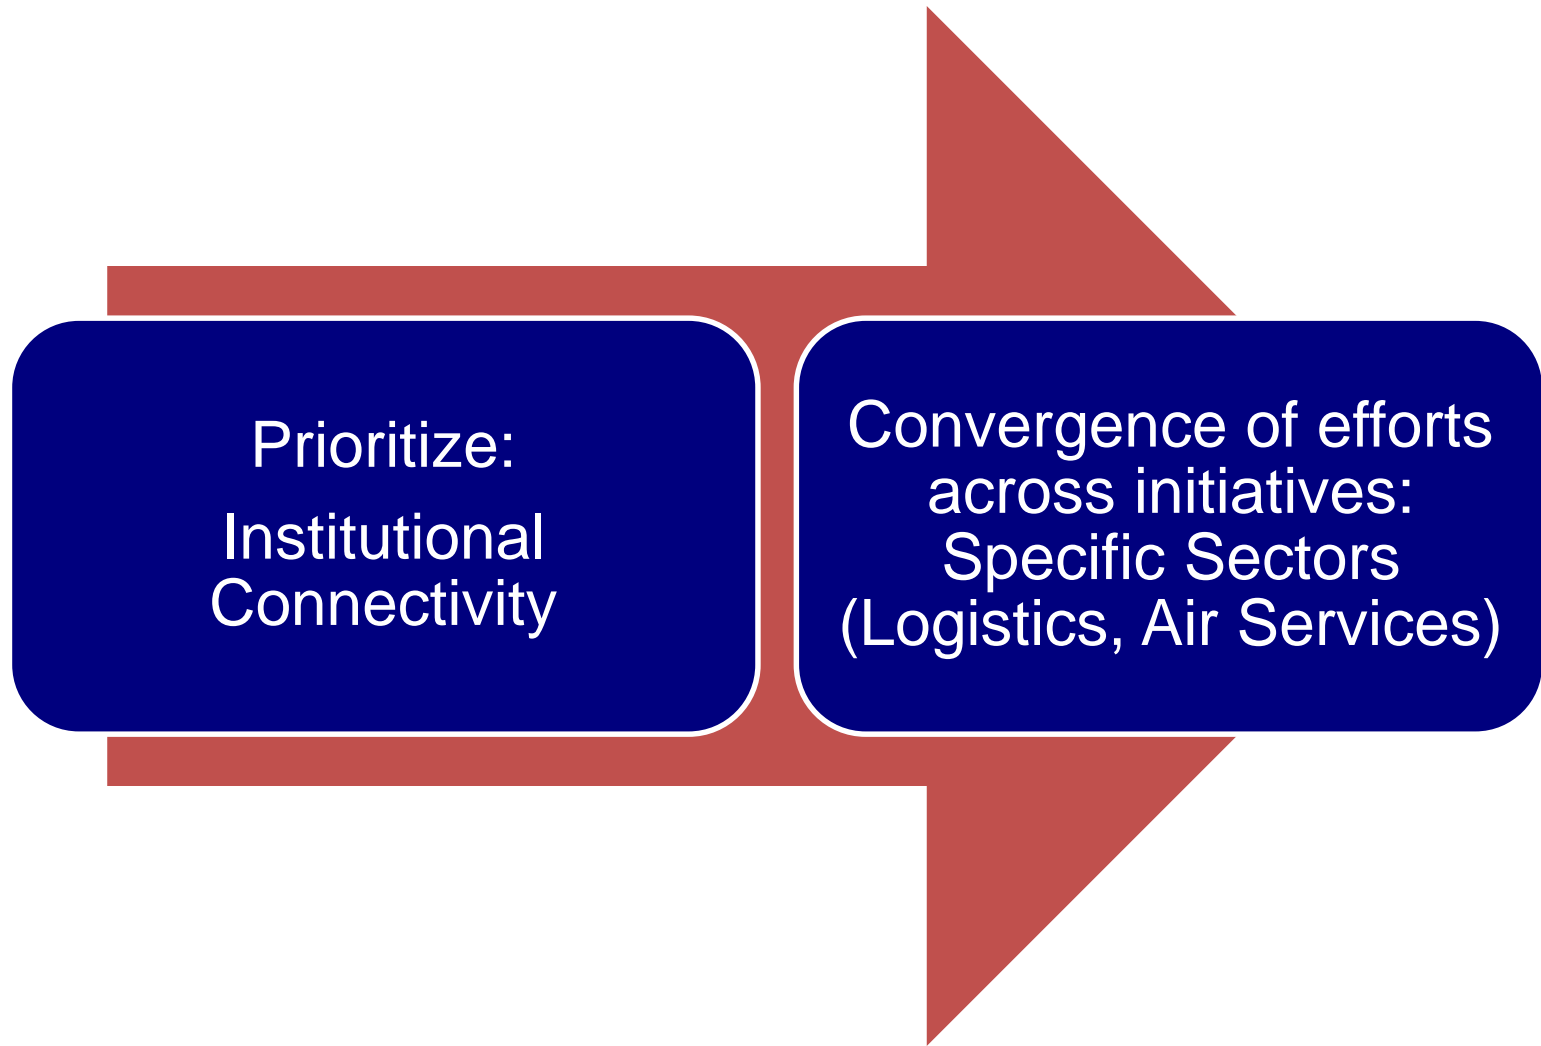 Prioritize:
Institutional
Connectivity
Convergence of efforts
across initiatives:
Specific Sectors
(Logistics, Air Services)